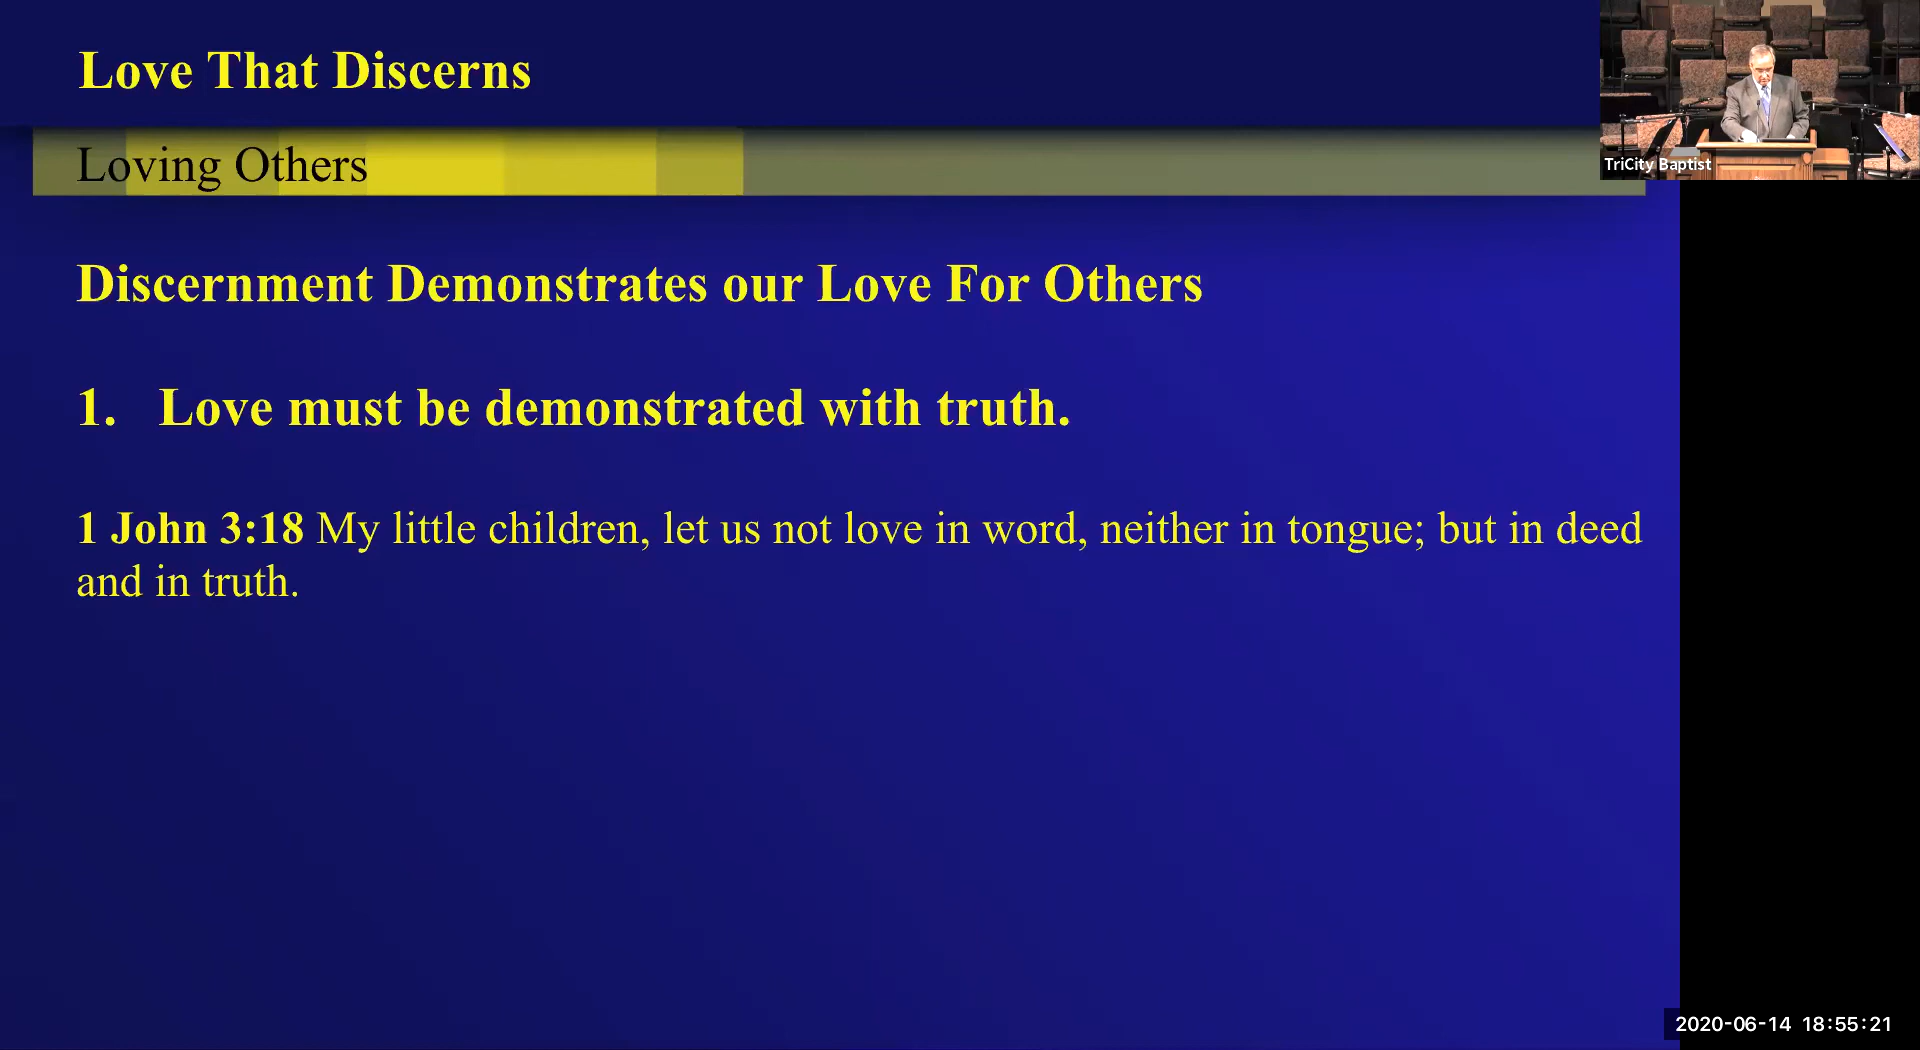 Love That Discerns
TriCity Baptist
Loving Others
Discernment Demonstrates our Love For Others
1. Love must be demonstrated with truth.
1 John 3:18 My little children, let us not love in word, neither in tongue; but in deed
and in truth.
2020-06-14 18:55:21